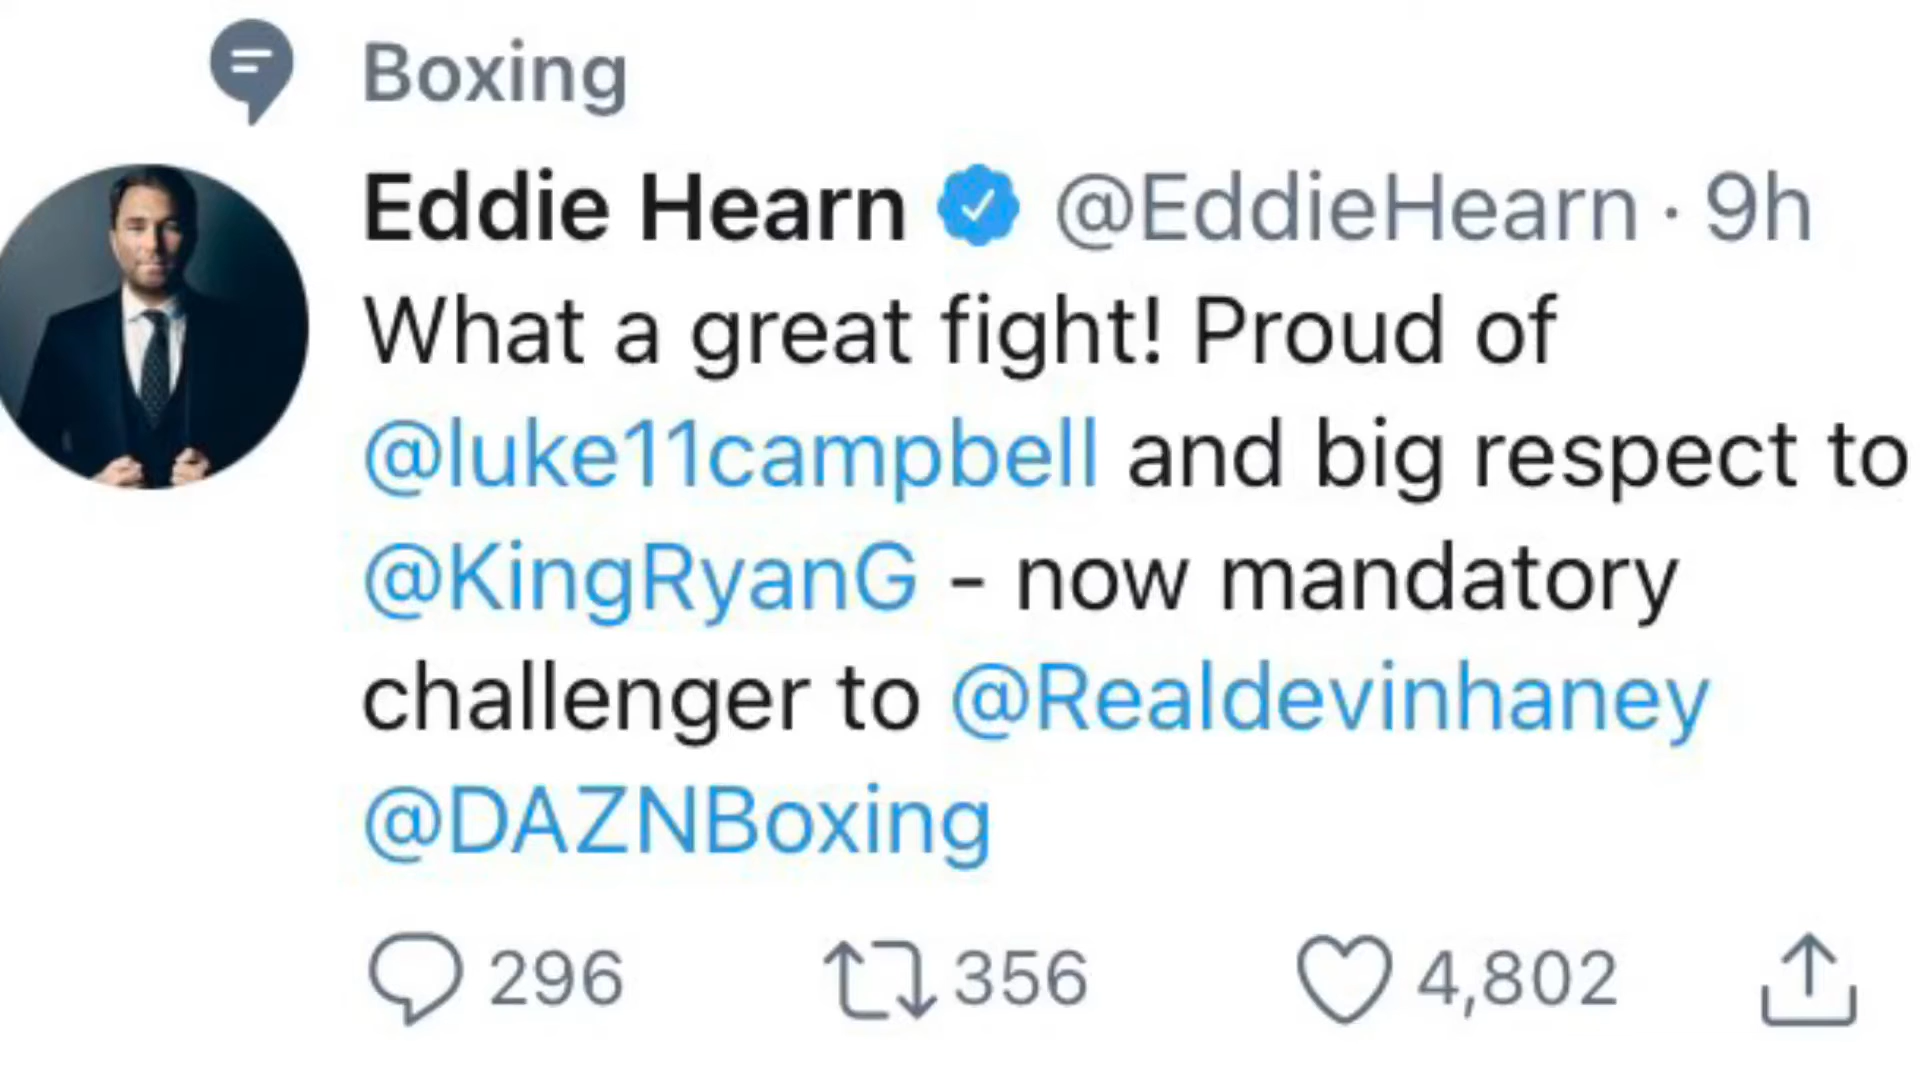 Boxing
Eddie Hearn @EddieHearn · 9h
What a great fight! Proud of
@luke11campbell and big respect to
@KingRyanG - now mandatory
challenger to @Realdevinhaney
@DAZNBoxing
296 356 4,802